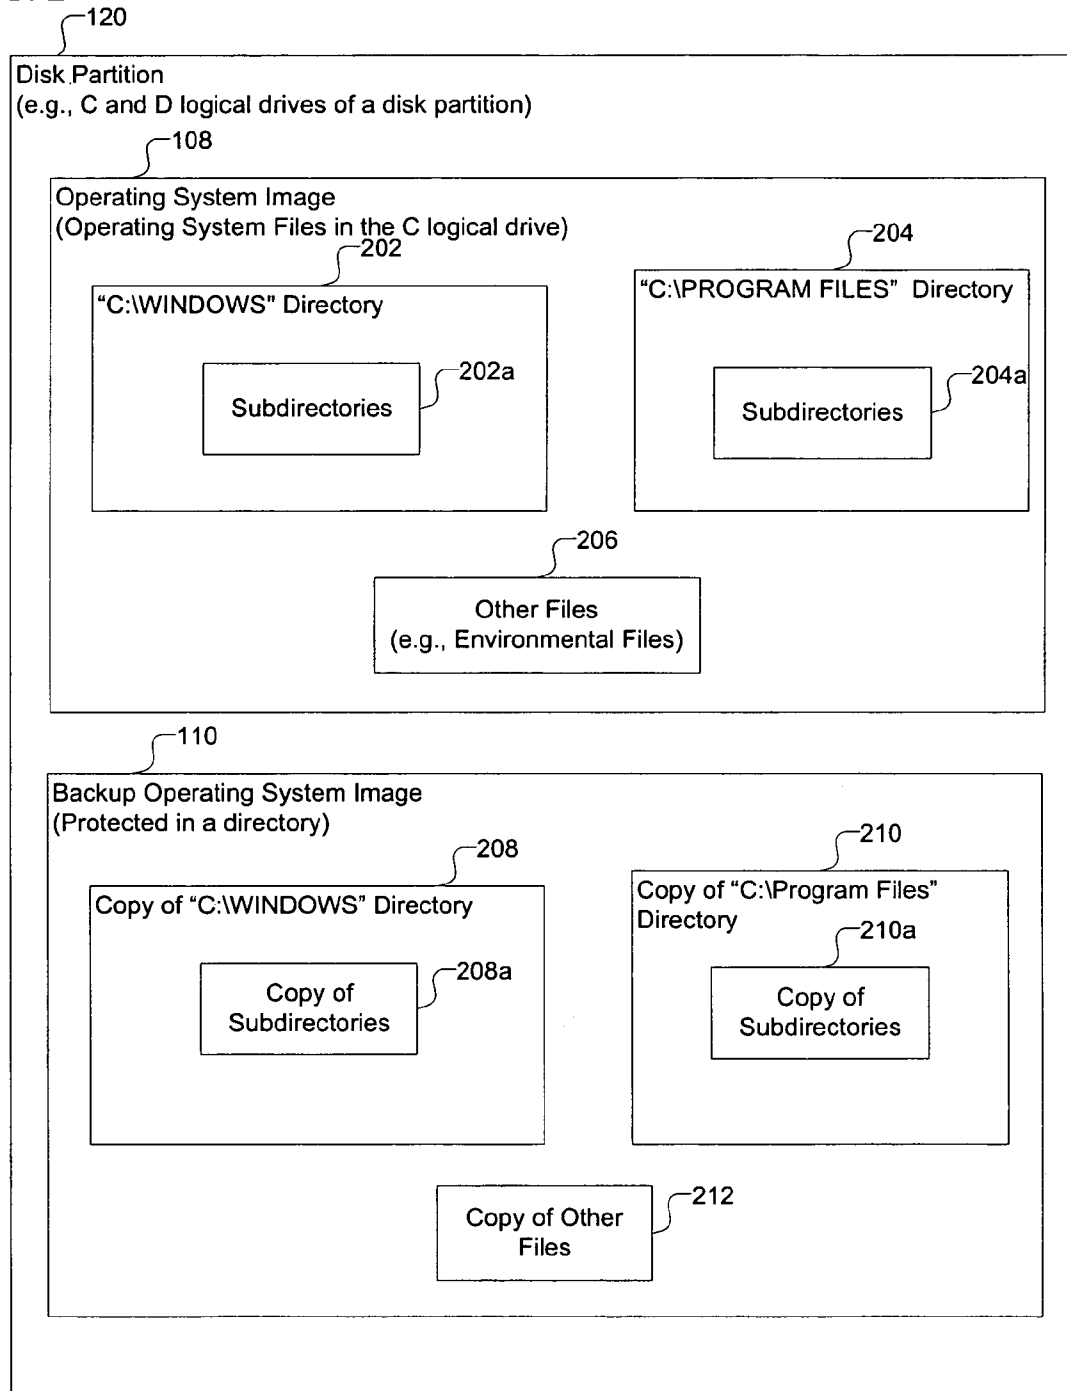 120
Disk Partition
(e.g., C and D logical drives of a disk partition)
108
Operating System Image
(Operating System Files in the C logical drive)
202
"C:\WINDOWS" Directory
202a
Subdirectories
204
"C:\PROGRAM FILES" Directory
204a
Subdirectories
206
Other Files
(e.g., Environmental Files)
110
Backup Operating System Image
(Protected in a directory)
208
Copy of "C:\WINDOWS" Directory
208a
Copy of
Subdirectories
210
Copy of "C:\Program Files"
Directory
210a
Copy of
Subdirectories
212
Copy of Other
Files